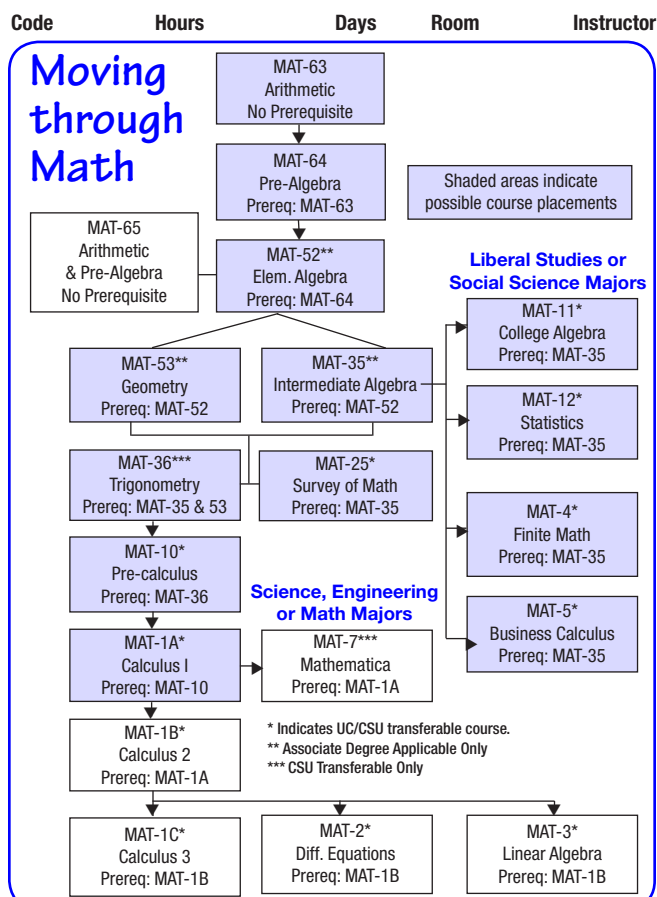 Code Hours Days Room Instructor
Moving
through
Math
MAT-63
Arithmetic
No Prerequisite
MAT-64
Pre-Algebra
Prereq: MAT-63
Shaded areas indicate
possible course placements
MAT-65
Arithmetic
& Pre-Algebra
No Prerequisite
MAT-52**
Elem. Algebra
Prereq: MAT-64
Liberal Studies or
Social Science Majors
MAT-11*
College Algebra
Prereq: MAT-35
MAT-53**
Geometry
Prereq: MAT-52
MAT-35**
Intermediate Algebra
Prereq: MAT-52
MAT-12*
Statistics
Prereq: MAT-35
MAT-36***
Trigonometry
Prereq: MAT-35 & 53
MAT-25*
Survey of Math
Prereq: MAT-35
MAT-4*
Finite Math
Prereq: MAT-35
MAT-10*
Pre-calculus
Prereq: MAT-36
Science, Engineering
or Math Majors
MAT-5*
Business Calculus
Prereq: MAT-35
MAT-1A*
Calculus I
Prereq: MAT-10
MAT-7***
Mathematica
Prereq: MAT-1A
MAT-1B*
Calculus 2
Prereq: MAT-1A
* Indicates UC/CSU transferable course.
** Associate Degree Applicable Only
*** CSU Transferable Only
MAT-1C*
Calculus 3
Prereq: MAT-1B
MAT-2*
Diff. Equations
Prereq: MAT-1B
MAT-3*
Linear Algebra
Prereq: MAT-1B